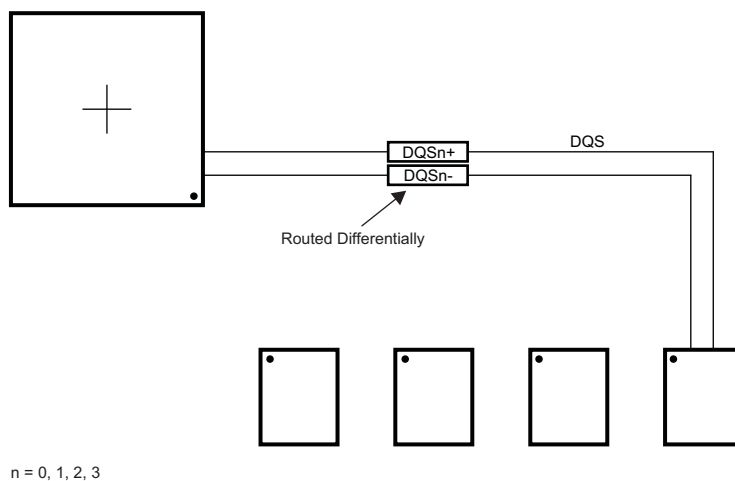 DQS
DQSn+
DQSn-
Routed Differentially
n = 0, 1, 2, 3